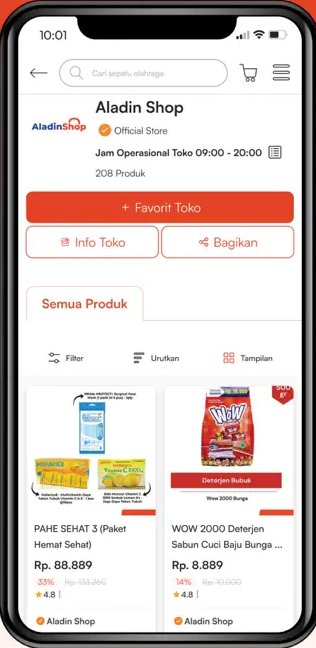 10:01
Cari sepatu olahraga
Aladin Shop
AladinShop
Official Store
Jam Operasional Toko 09:00 - 20:00
208 Produk
+ Favorit Toko
Info Toko
Bagikan
Semua Produk
Filter
Urutkan
Tampilan
500
gr
WOW
Deterjen Bubuk
Wow 2000 Bunga
PAHE SEHAT 3 (Paket
Hemat Sehat)
Rp. 88.889
33% Rp. 133.260
4.8 |
Aladin Shop
WOW 2000 Deterjen
Sabun Cuci Baju Bunga ...
Rp. 8.889
14% Rp. 10.000
4.8 |
Aladin Shop